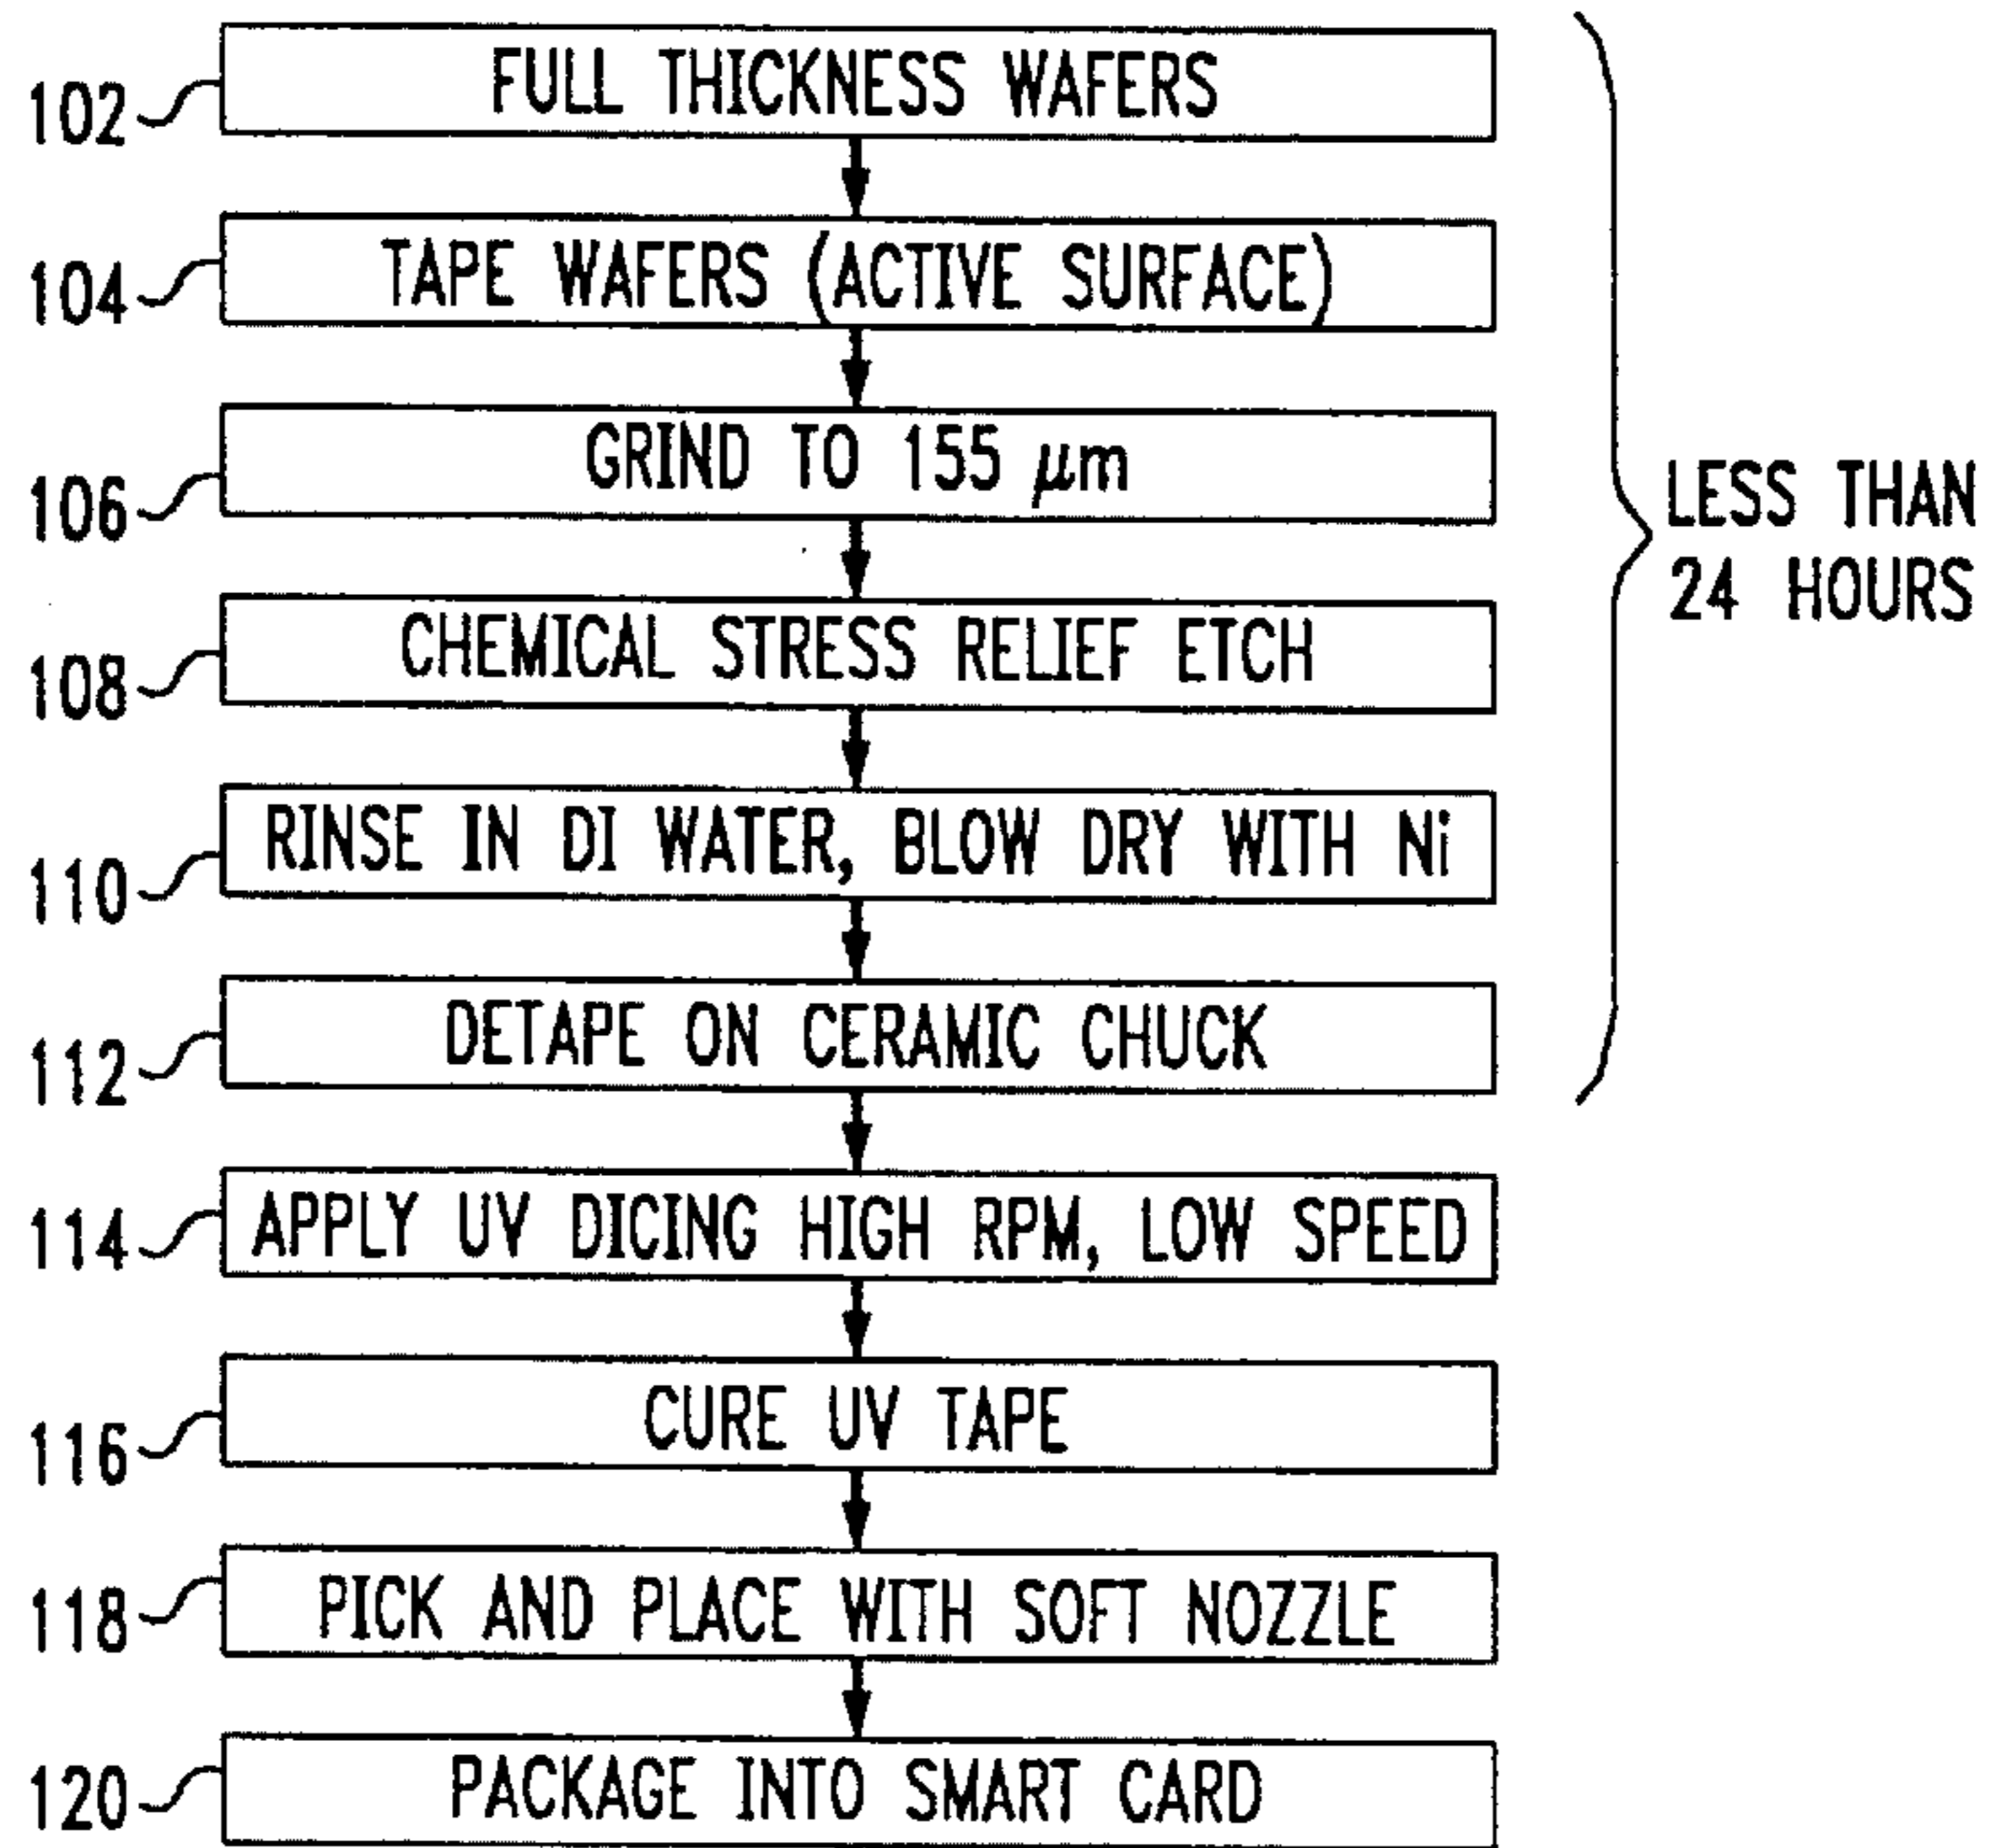 102 FULL THICKNESS WAFERS
104 TAPE WAFERS (ACTIVE SURFACE)
106 GRIND TO 155 μm
LESS THAN
24 HOURS
108 CHEMICAL STRESS RELIEF ETCH
110 RINSE IN DI WATER, BLOW DRY WITH Ni
112 DETAPE ON CERAMIC CHUCK
114 APPLY UV DICING HIGH RPM, LOW SPEED
116 CURE UV TAPE
118 PICK AND PLACE WITH SOFT NOZZLE
120 PACKAGE INTO SMART CARD